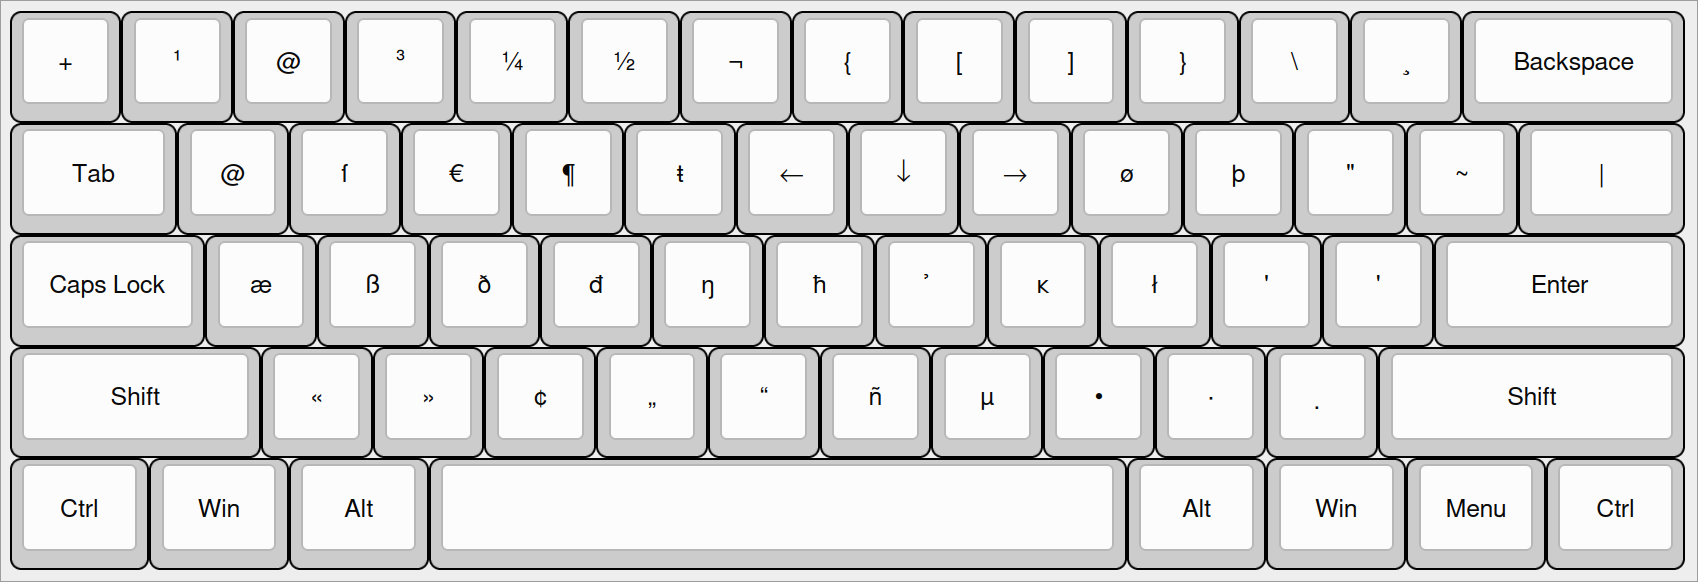 + ¹ @ ³ ¼ ½ ¬ { [ ] } \ ¸ Backspace
Tab @ ſ € ¶ ŧ ← ↓ → ø þ " ~ |
Caps Lock æ ß ð đ ŋ ħ ̉ ĸ ł ' ' Enter
Shift « » ¢ „ “ ñ µ • · . Shift
Ctrl Win Alt Alt Win Menu Ctrl